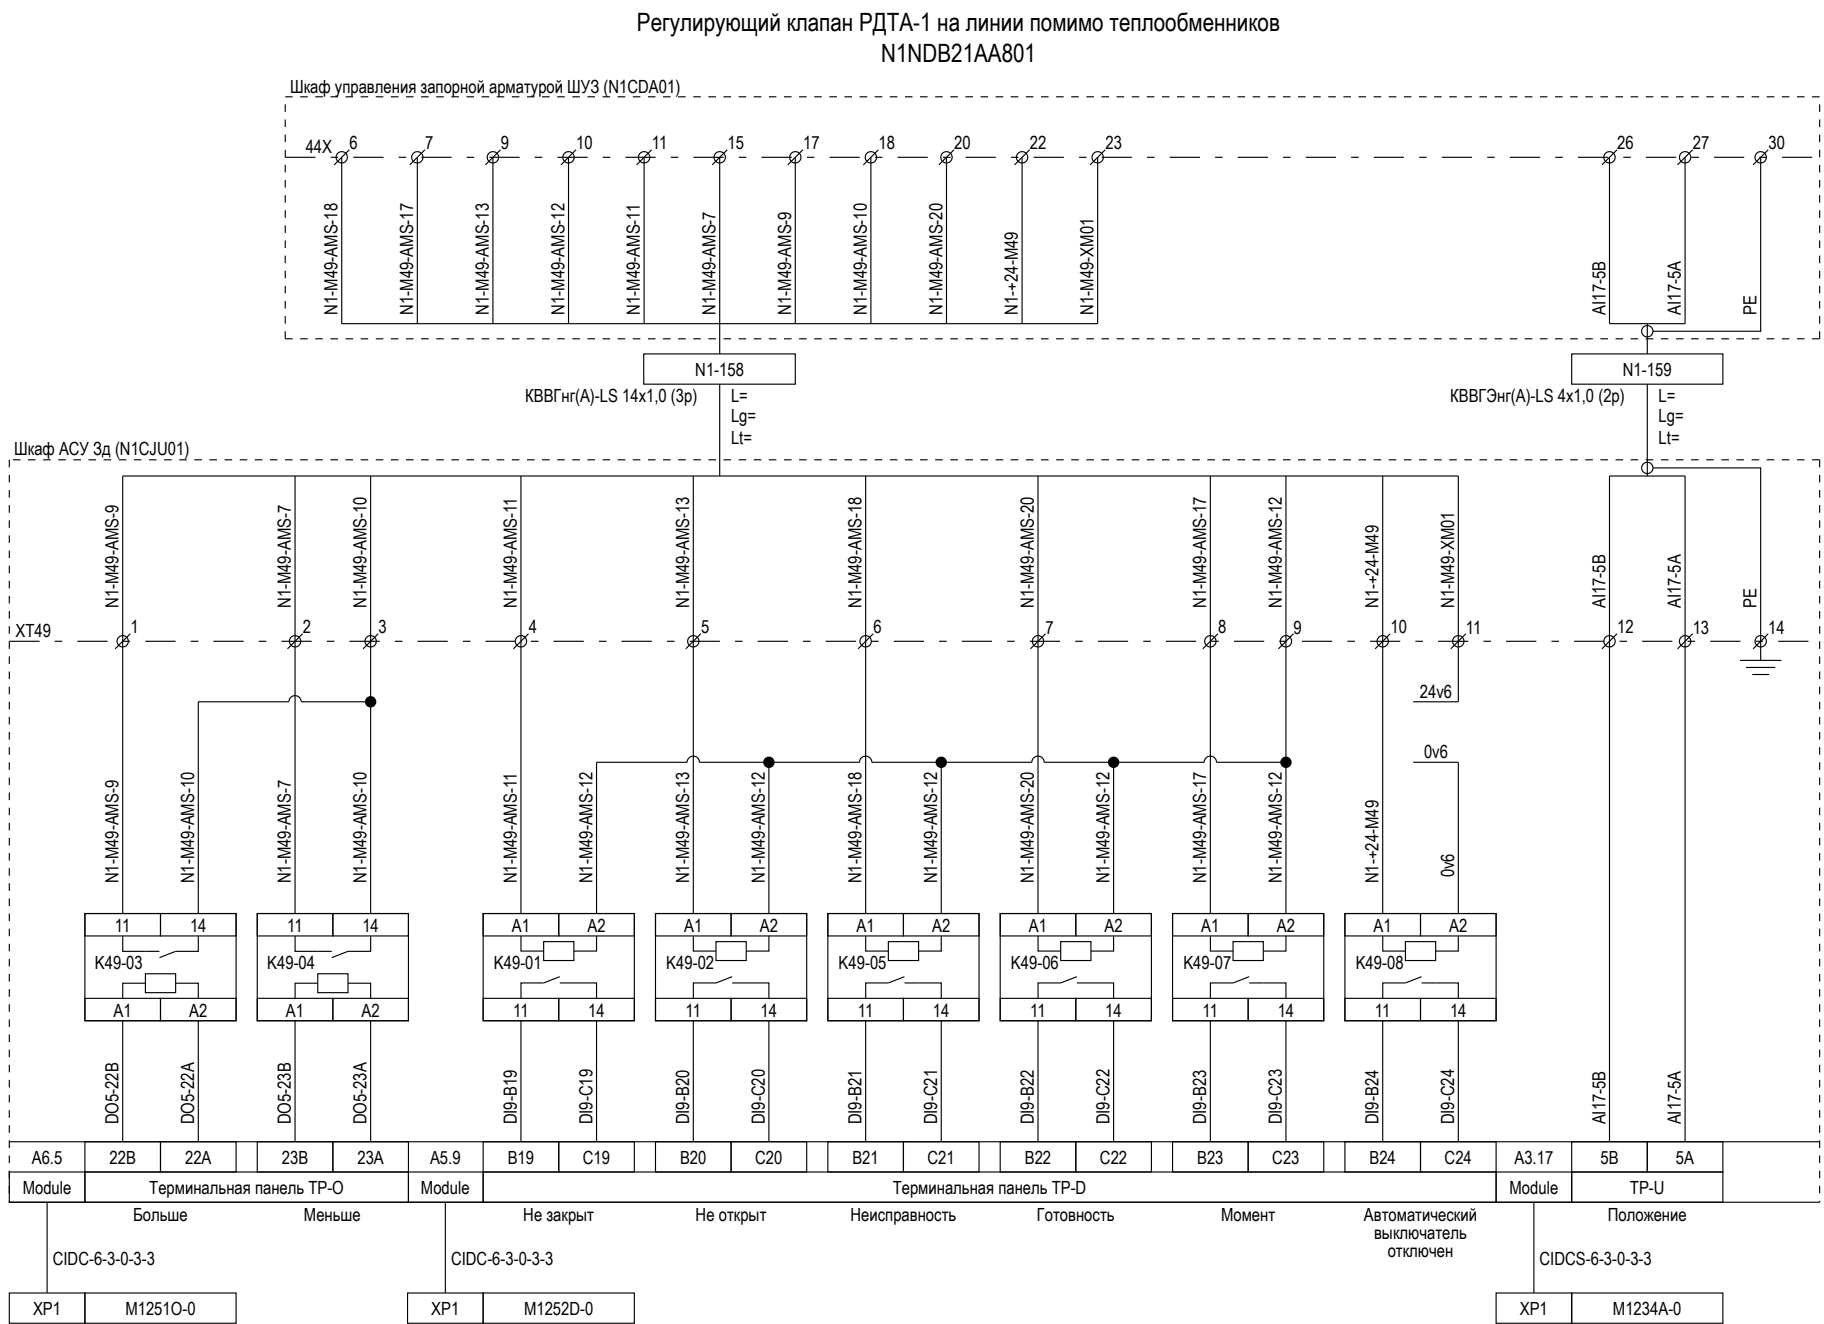 Регулирующий клапан РДТА-1 на линии помимо теплообменников
N1NDB21AA801
Шкаф управления запорной арматурой ШУЗ (N1CDA01)
44X 6 7 9 10 11 15 17 18 20 22 23 26 27 30
N1-M49-AMS-18
N1-M49-AMS-17
N1-M49-AMS-13
N1-M49-AMS-12
N1-M49-AMS-11
N1-M49-AMS-7
N1-M49-AMS-9
N1-M49-AMS-10
N1-M49-AMS-20
N1-+24-M49
N1-M49-XM01
AI17-5B
AI17-5A
PE
N1-158
N1-159
КВВГнг(А)-LS 14x1,0 (3р)
L=
Lg=
Lt=
КВВГЭнг(А)-LS 4x1,0 (2р)
L=
Lg=
Lt=
Шкаф АСУ 3д (N1CJU01)
N1-M49-AMS-9
N1-M49-AMS-7
N1-M49-AMS-10
N1-M49-AMS-11
N1-M49-AMS-13
N1-M49-AMS-18
N1-M49-AMS-20
N1-M49-AMS-17
N1-M49-AMS-12
N1-+24-M49
N1-M49-XM01
AI17-5B
AI17-5A
PE
XT49 1 2 3 4 5 6 7 8 9 10 11 12 13 14
24v6
0v6
N1-M49-AMS-9
N1-M49-AMS-10
N1-M49-AMS-7
N1-M49-AMS-10
N1-M49-AMS-11
N1-M49-AMS-12
N1-M49-AMS-13
N1-M49-AMS-12
N1-M49-AMS-18
N1-M49-AMS-12
N1-M49-AMS-20
N1-M49-AMS-12
N1-M49-AMS-17
N1-M49-AMS-12
N1-+24-M49
0v6
11 14 11 14 A1 A2 A1 A2 A1 A2 A1 A2 A1 A2 A1 A2
K49-03 K49-04 K49-01 K49-02 K49-05 K49-06 K49-07 K49-08
A1 A2 A1 A2 11 14 11 14 11 14 11 14 11 14 11 14
DO5-22B
DO5-22A
DO5-23B
DO5-23A
DI9-B19
DI9-C19
DI9-B20
DI9-C20
DI9-B21
DI9-C21
DI9-B22
DI9-C22
DI9-B23
DI9-C23
DI9-B24
DI9-C24
AI17-5B
AI17-5A
A6.5 22B 22A 23B 23A A5.9 B19 C19 B20 C20 B21 C21 B22 C22 B23 C23 B24 C24 A3.17 5B 5A
Module Терминальная панель TP-O Module Терминальная панель TP-D Module TP-U
Больше Меньше Не закрыт Не открыт Неисправность Готовность Момент Автоматический Положение
выключатель
отключен
CIDC-6-3-0-3-3 CIDC-6-3-0-3-3 CIDCS-6-3-0-3-3
XP1 M1251O-0 XP1 M1252D-0 XP1 M1234A-0